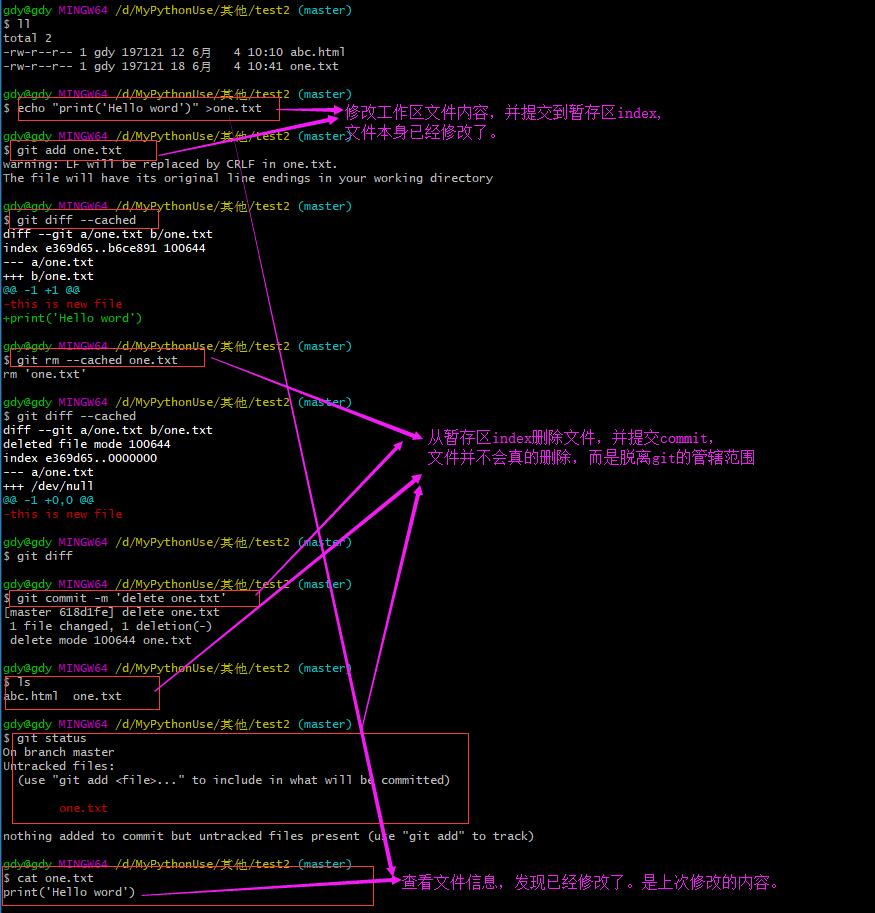 gdy@gdy MINGW64 /d/MyPythonUse/其他/test2 (master)
$ ll
total 2
-rw-r--r-- 1 gdy 197121 12 6月   4 10:10 abc.html
-rw-r--r-- 1 gdy 197121 18 6月   4 10:41 one.txt
gdy@gdy MINGW64 /d/MyPythonUse/其他/test2 (master)
$ echo "print('Hello word')" >one.txt
修改工作区文件内容，并提交到暂存区index,
文件本身已经修改了。
gdy@gdy MINGW64 /d/MyPythonUse/其他/test2 (master)
$ git add one.txt
warning: LF will be replaced by CRLF in one.txt.
The file will have its original line endings in your working directory
gdy@gdy MINGW64 /d/MyPythonUse/其他/test2 (master)
$ git diff --cached
diff --git a/one.txt b/one.txt
index e369d65..b6ce891 100644
--- a/one.txt
+++ b/one.txt
@@ -1 +1 @@
-this is new file
+print('Hello word')
gdy@gdy MINGW64 /d/MyPythonUse/其他/test2 (master)
$ git rm --cached one.txt
rm 'one.txt'
gdy@gdy MINGW64 /d/MyPythonUse/其他/test2 (master)
$ git diff --cached
diff --git a/one.txt b/one.txt
deleted file mode 100644
index e369d65..0000000
--- a/one.txt
+++ /dev/null
@@ -1 +0,0 @@
-this is new file
从暂存区index删除文件，并提交commit,
文件并不会真的删除，而是脱离git的管辖范围
gdy@gdy MINGW64 /d/MyPythonUse/其他/test2 (master)
$ git diff
gdy@gdy MINGW64 /d/MyPythonUse/其他/test2 (master)
$ git commit -m 'delete one.txt'
[master 618d1fe] delete one.txt
 1 file changed, 1 deletion(-)
 delete mode 100644 one.txt
gdy@gdy MINGW64 /d/MyPythonUse/其他/test2 (master)
$ ls
abc.html  one.txt
gdy@gdy MINGW64 /d/MyPythonUse/其他/test2 (master)
$ git status
On branch master
Untracked files:
  (use "git add <file>..." to include in what will be committed)
        one.txt
nothing added to commit but untracked files present (use "git add" to track)
gdy@gdy MINGW64 /d/MyPythonUse/其他/test2 (master)
$ cat one.txt
print('Hello word')
查看文件信息，发现已经修改了。是上次修改的内容。